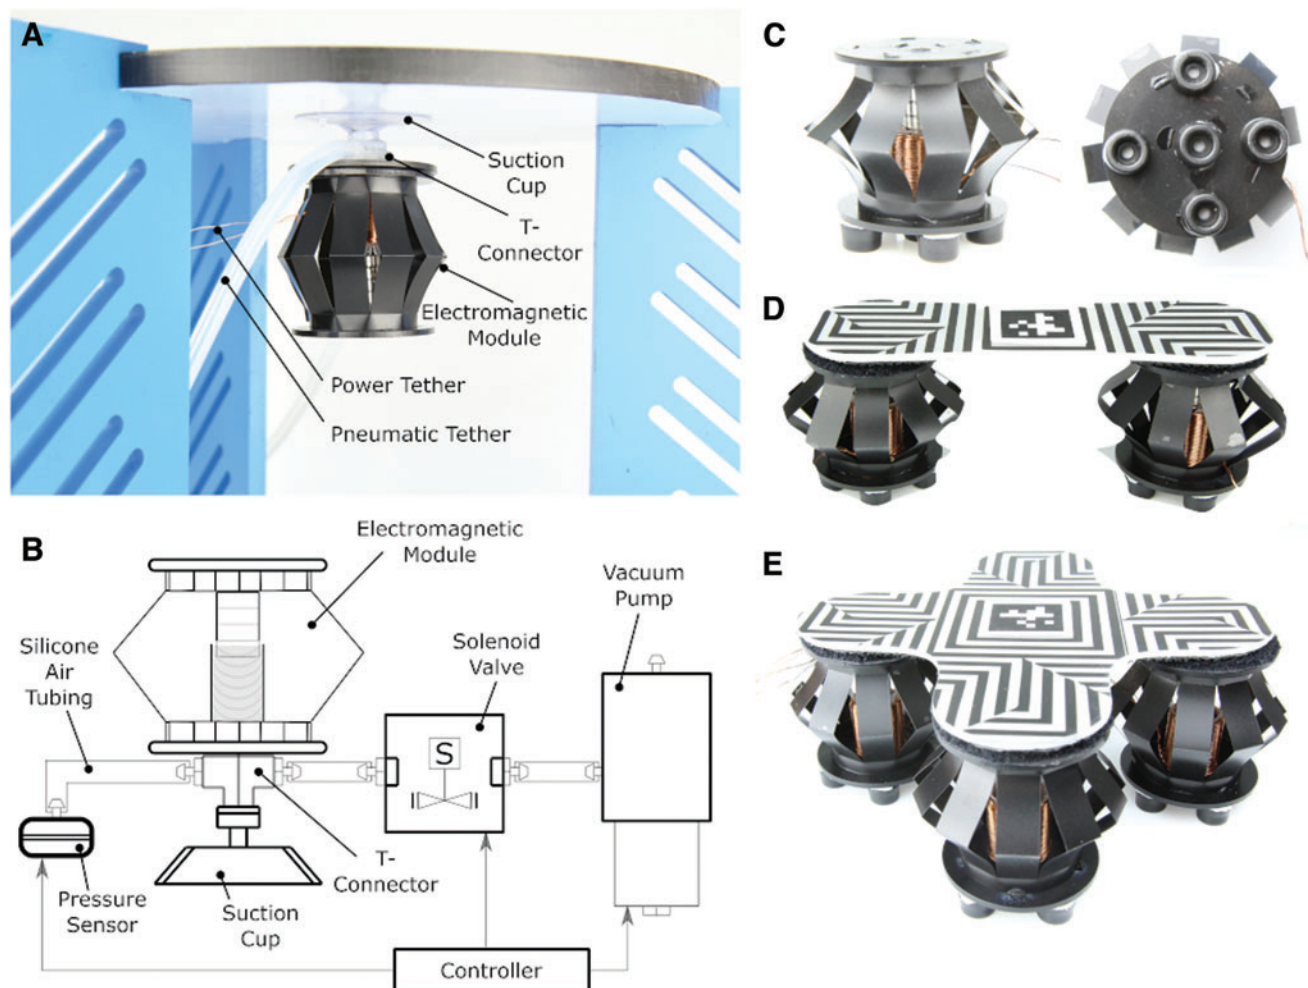 A
Suction
Cup
T-
Connector
Electromagnetic
Module
Power Tether
Pneumatic Tether
B
Electromagnetic
Module
Vacuum
Pump
Solenoid
Valve
Silicone
Air
Tubing
S
T-
Connector
Pressure
Sensor
Suction
Cup
Controller
C
D
E